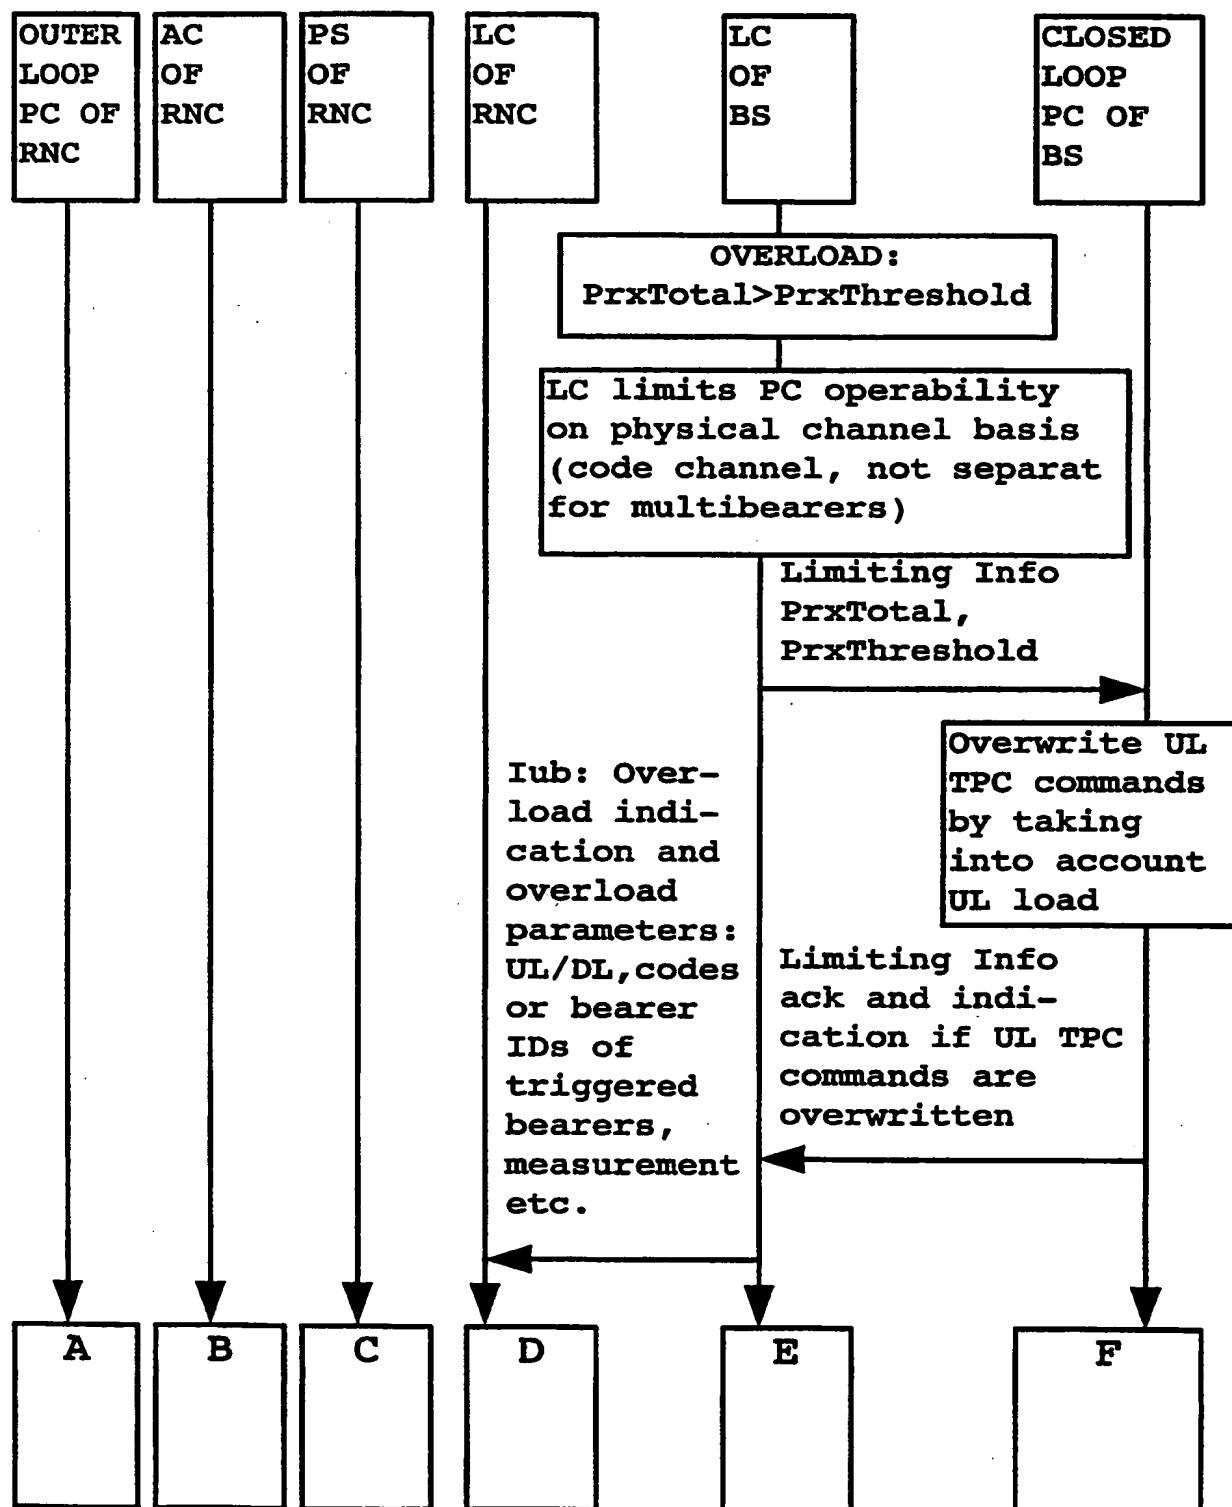 OUTER
LOOP
PC OF
RNC
AC
OF
RNC
PS
OF
RNC
LC
OF
RNC
LC
OF
BS
CLOSED
LOOP
PC OF
BS
OVERLOAD:
PrxTotal>PrxThreshold
LC limits PC operability
on physical channel basis
(code channel, not separat
for multibearers)
Limiting Info
PrxTotal,
PrxThreshold
Overwrite UL
TPC commands
by taking
into account
UL load
Iub: Over-
load indi-
cation and
overload
parameters:
UL/DL,codes
or bearer
IDs of
triggered
bearers,
measurement
etc.
Limiting Info
ack and indi-
cation if UL TPC
commands are
overwritten
A
B
C
D
E
F